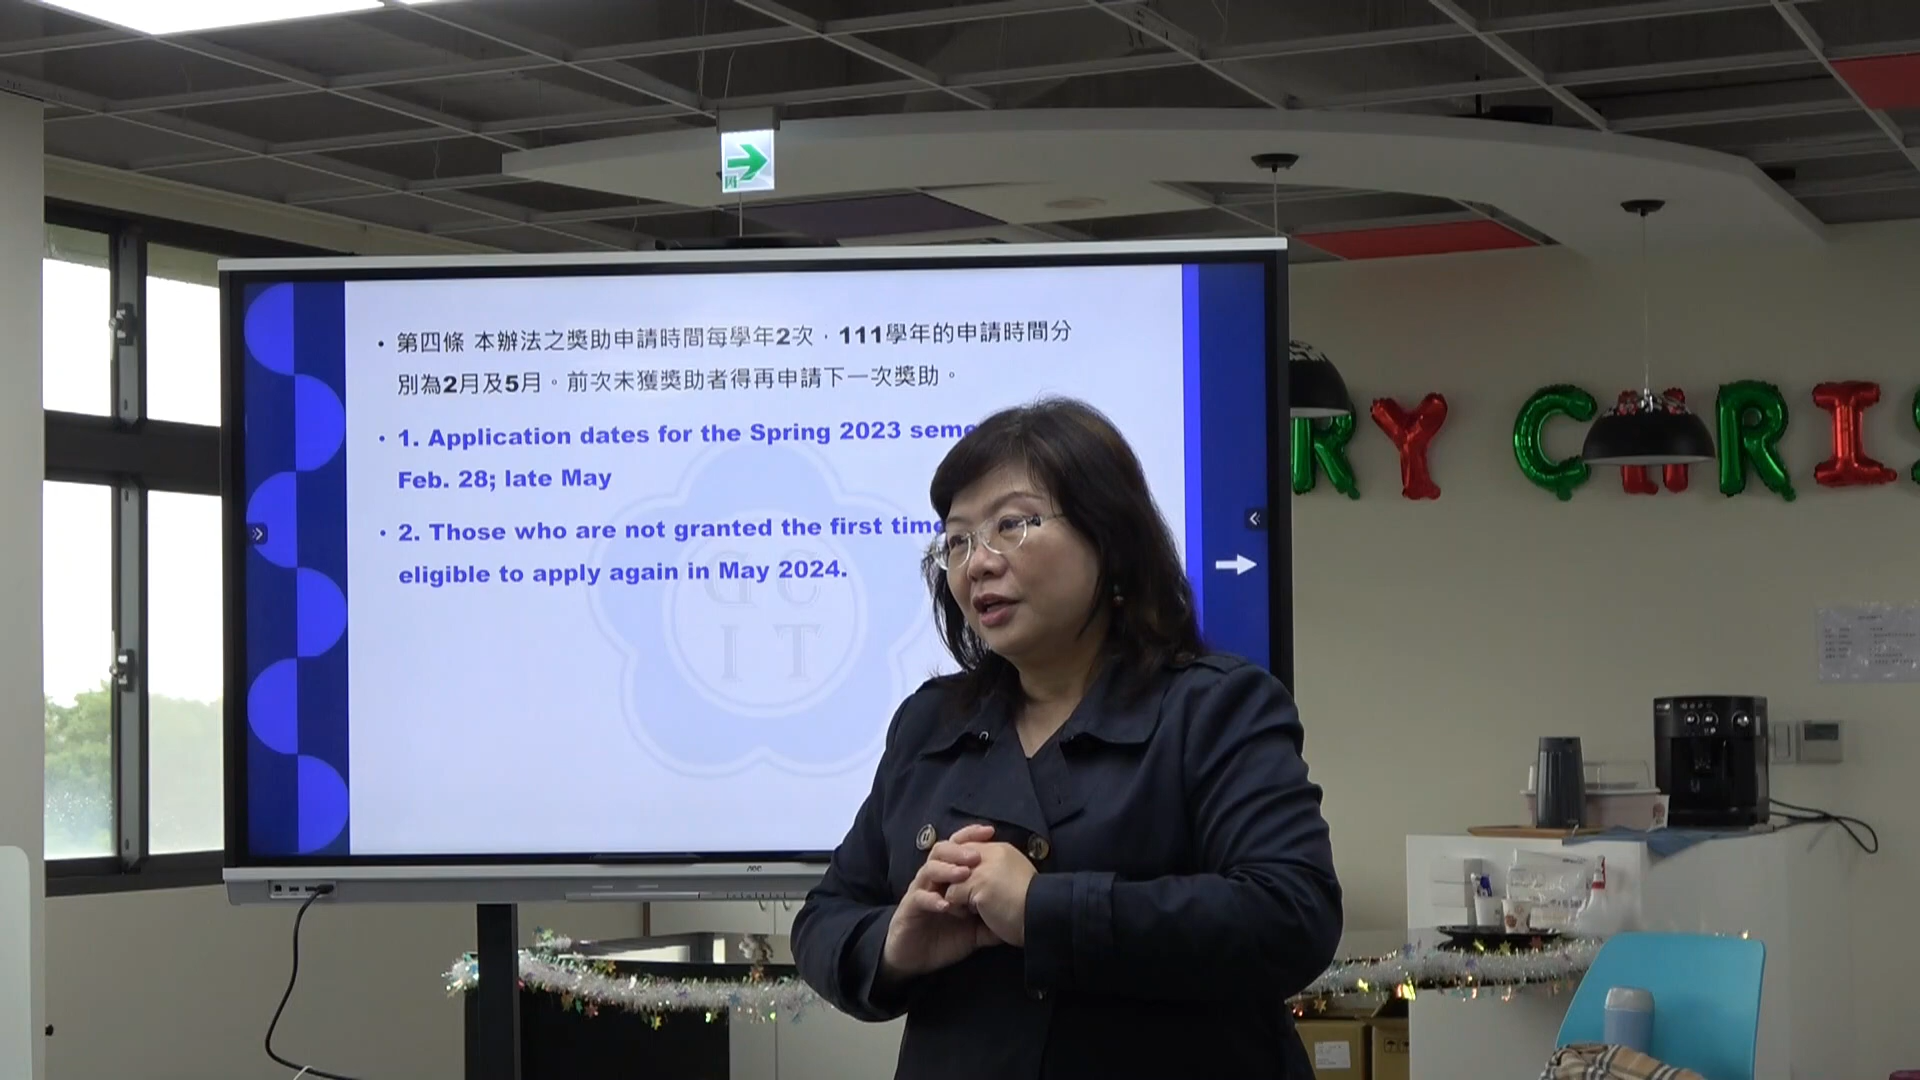 第四條 本辦法之獎助申請時間每學年2次，111學年的申請時間分
別為2月及5月。前次未獲獎助者得再申請下一次獎助。
1. Application dates for the Spring 2023 seme
Feb. 28; late May
2. Those who are not granted the first time
eligible to apply again in May 2024.
GC
IT
AOC
RY CHRIS